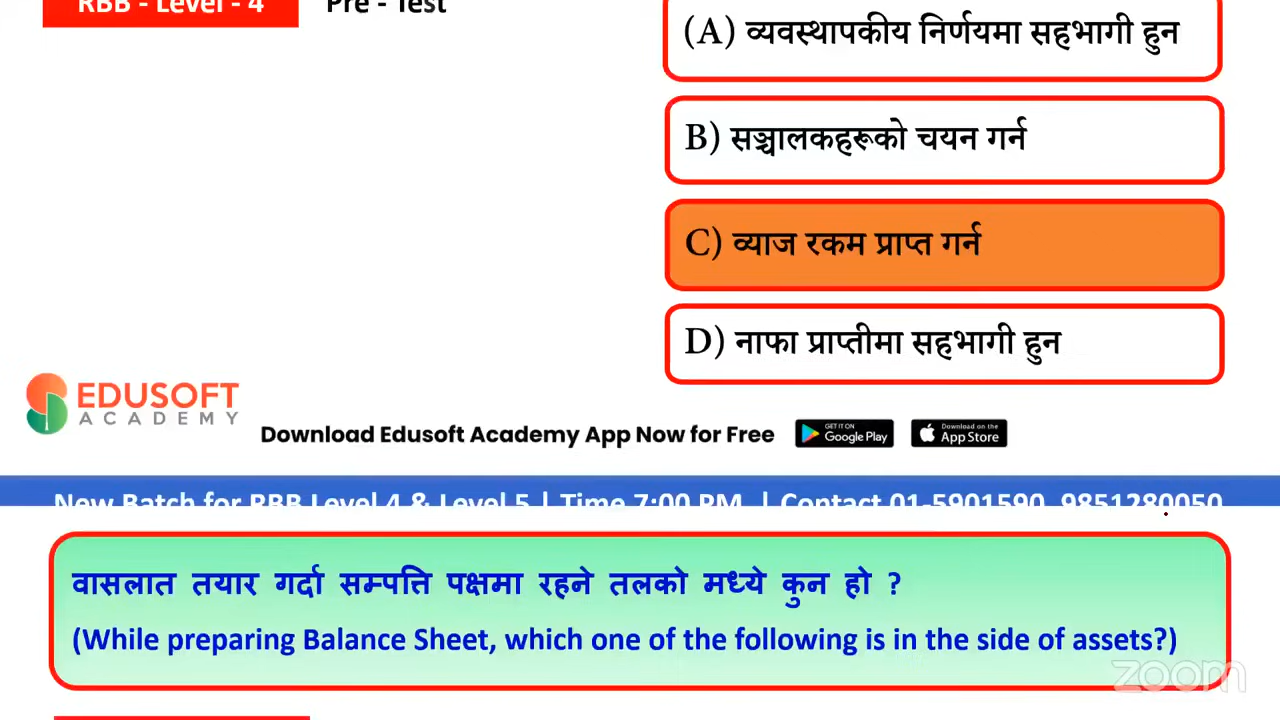 RBB - Level - 4
Pre - Test
(A) व्यवस्थापकीय निर्णयमा सहभागी हुन
B) सञ्चालकहरूको चयन गर्न
C) व्याज रकम प्राप्त गर्न
D) नाफा प्राप्तीमा सहभागी हुन
EDUSOFT
ACADEMY
Download Edusoft Academy App Now for Free
GET IT ON
Google Play
Download on the
App Store
New Batch for RBB Level 4 & Level 5 | Time 7:00 PM | Contact 01-5901590, 9851280050
वासलात तयार गर्दा सम्पत्ति पक्षमा रहने तलको मध्ये कुन हो ?
(While preparing Balance Sheet, which one of the following is in the side of assets?)
zoom